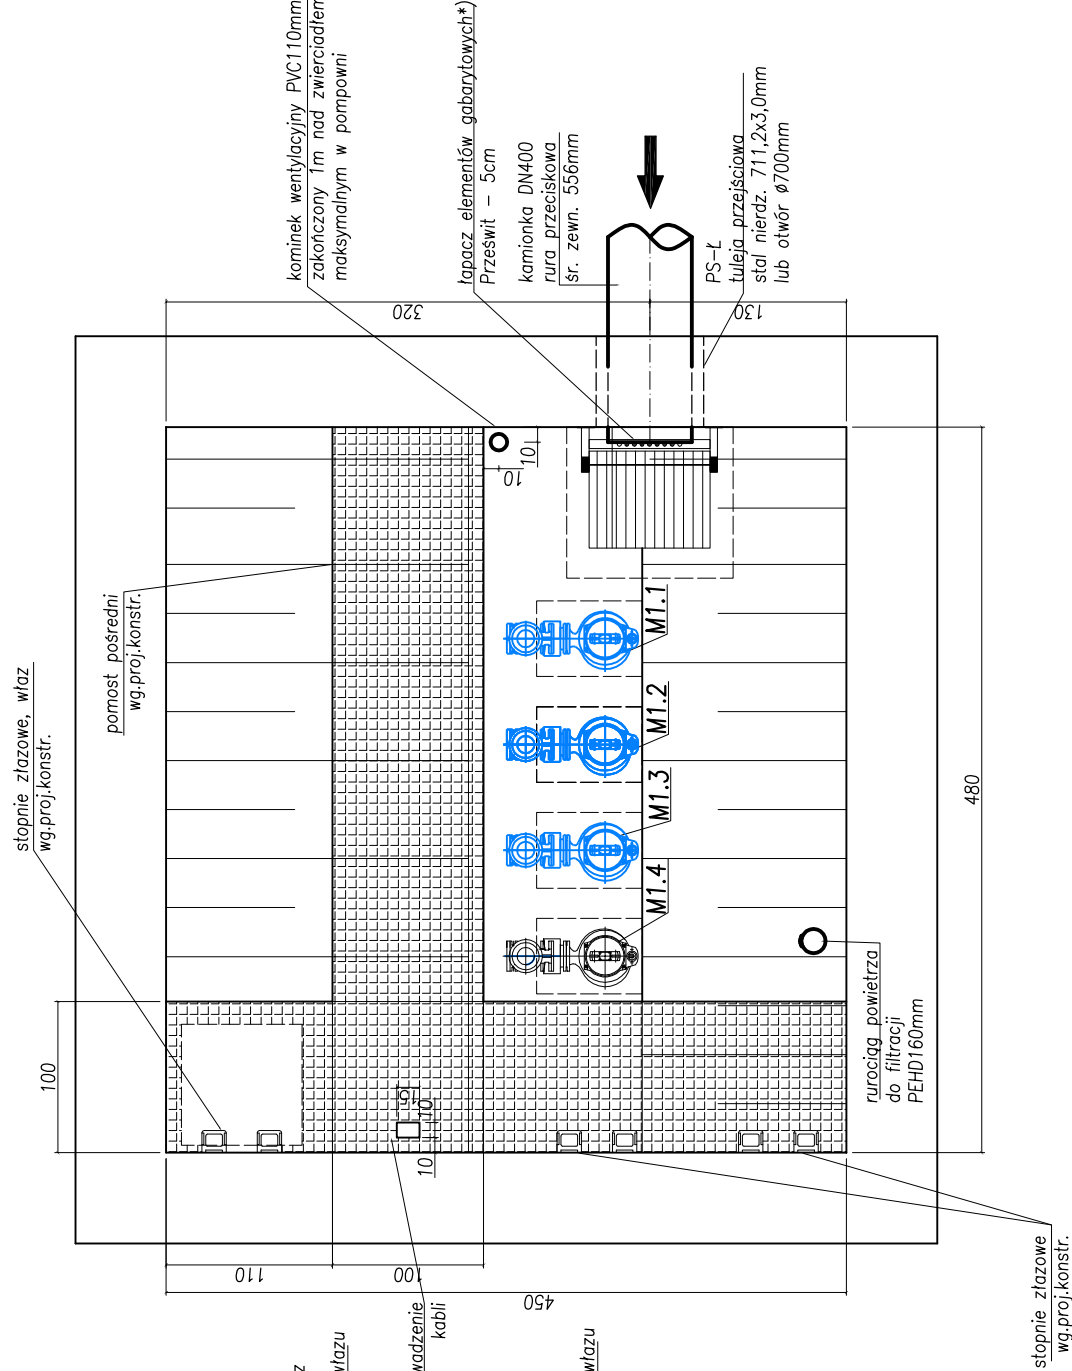 kominek wentylacyjny PVC110mm
zakończony 1m nad zwierciadłem
maksymalnym w pompowni
łapacz elementów gabarytowych*)
Prześwit – 5cm
kamionka DN400
rura przeciskowa
śr. zewn. 556mm
PS-Ł
tuleja przejściowa
stal nierdz. 711,2x3,0mm
lub otwór ø700mm
320
130
10
10
pomost pośredni
wg.proj.konstr.
stopnie złazowe, właz
wg.proj.konstr.
M1.1
M1.2
M1.3
M1.4
480
100
15
10
10
rurociąg powietrza
do filtracji
PEHD160mm
110
100
450
kabli
stopnie złazowe
wg.proj.konstr.